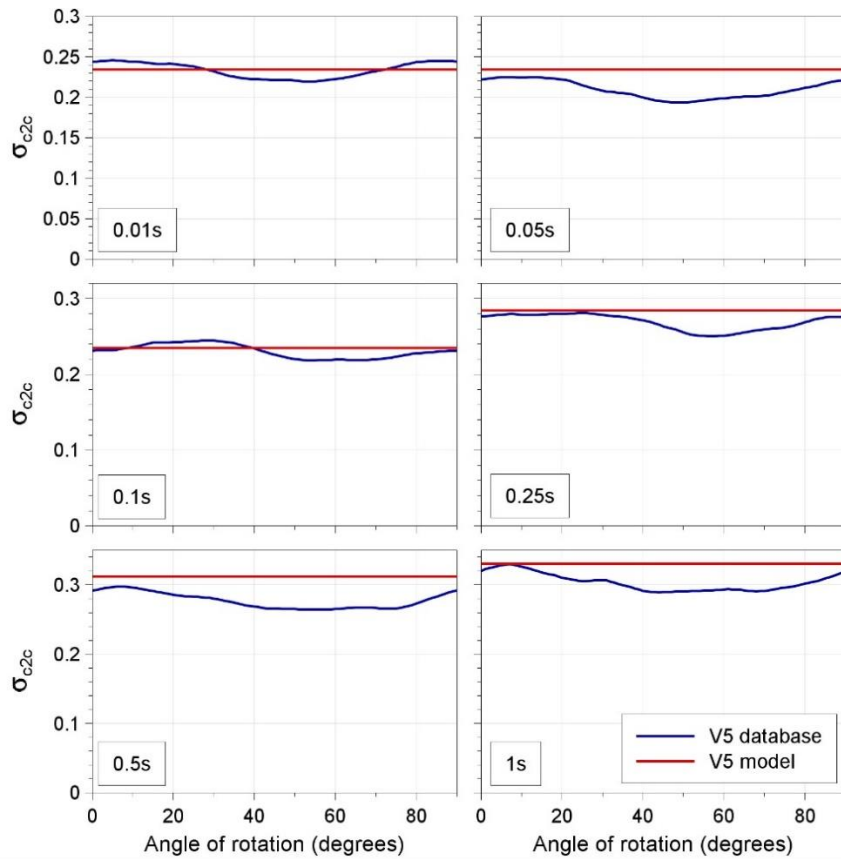 0.3
0.25
0.2
0.15
0.1
0.05
0
σc2c
0.01s
0.05s
0.3
0.2
0.1
0
σc2c
0.1s
0.25s
0.3
0.2
0.1
0
σc2c
0.5s
1s
V5 database
V5 model
0 20 40 60 80 0 20 40 60 80
Angle of rotation (degrees) Angle of rotation (degrees)